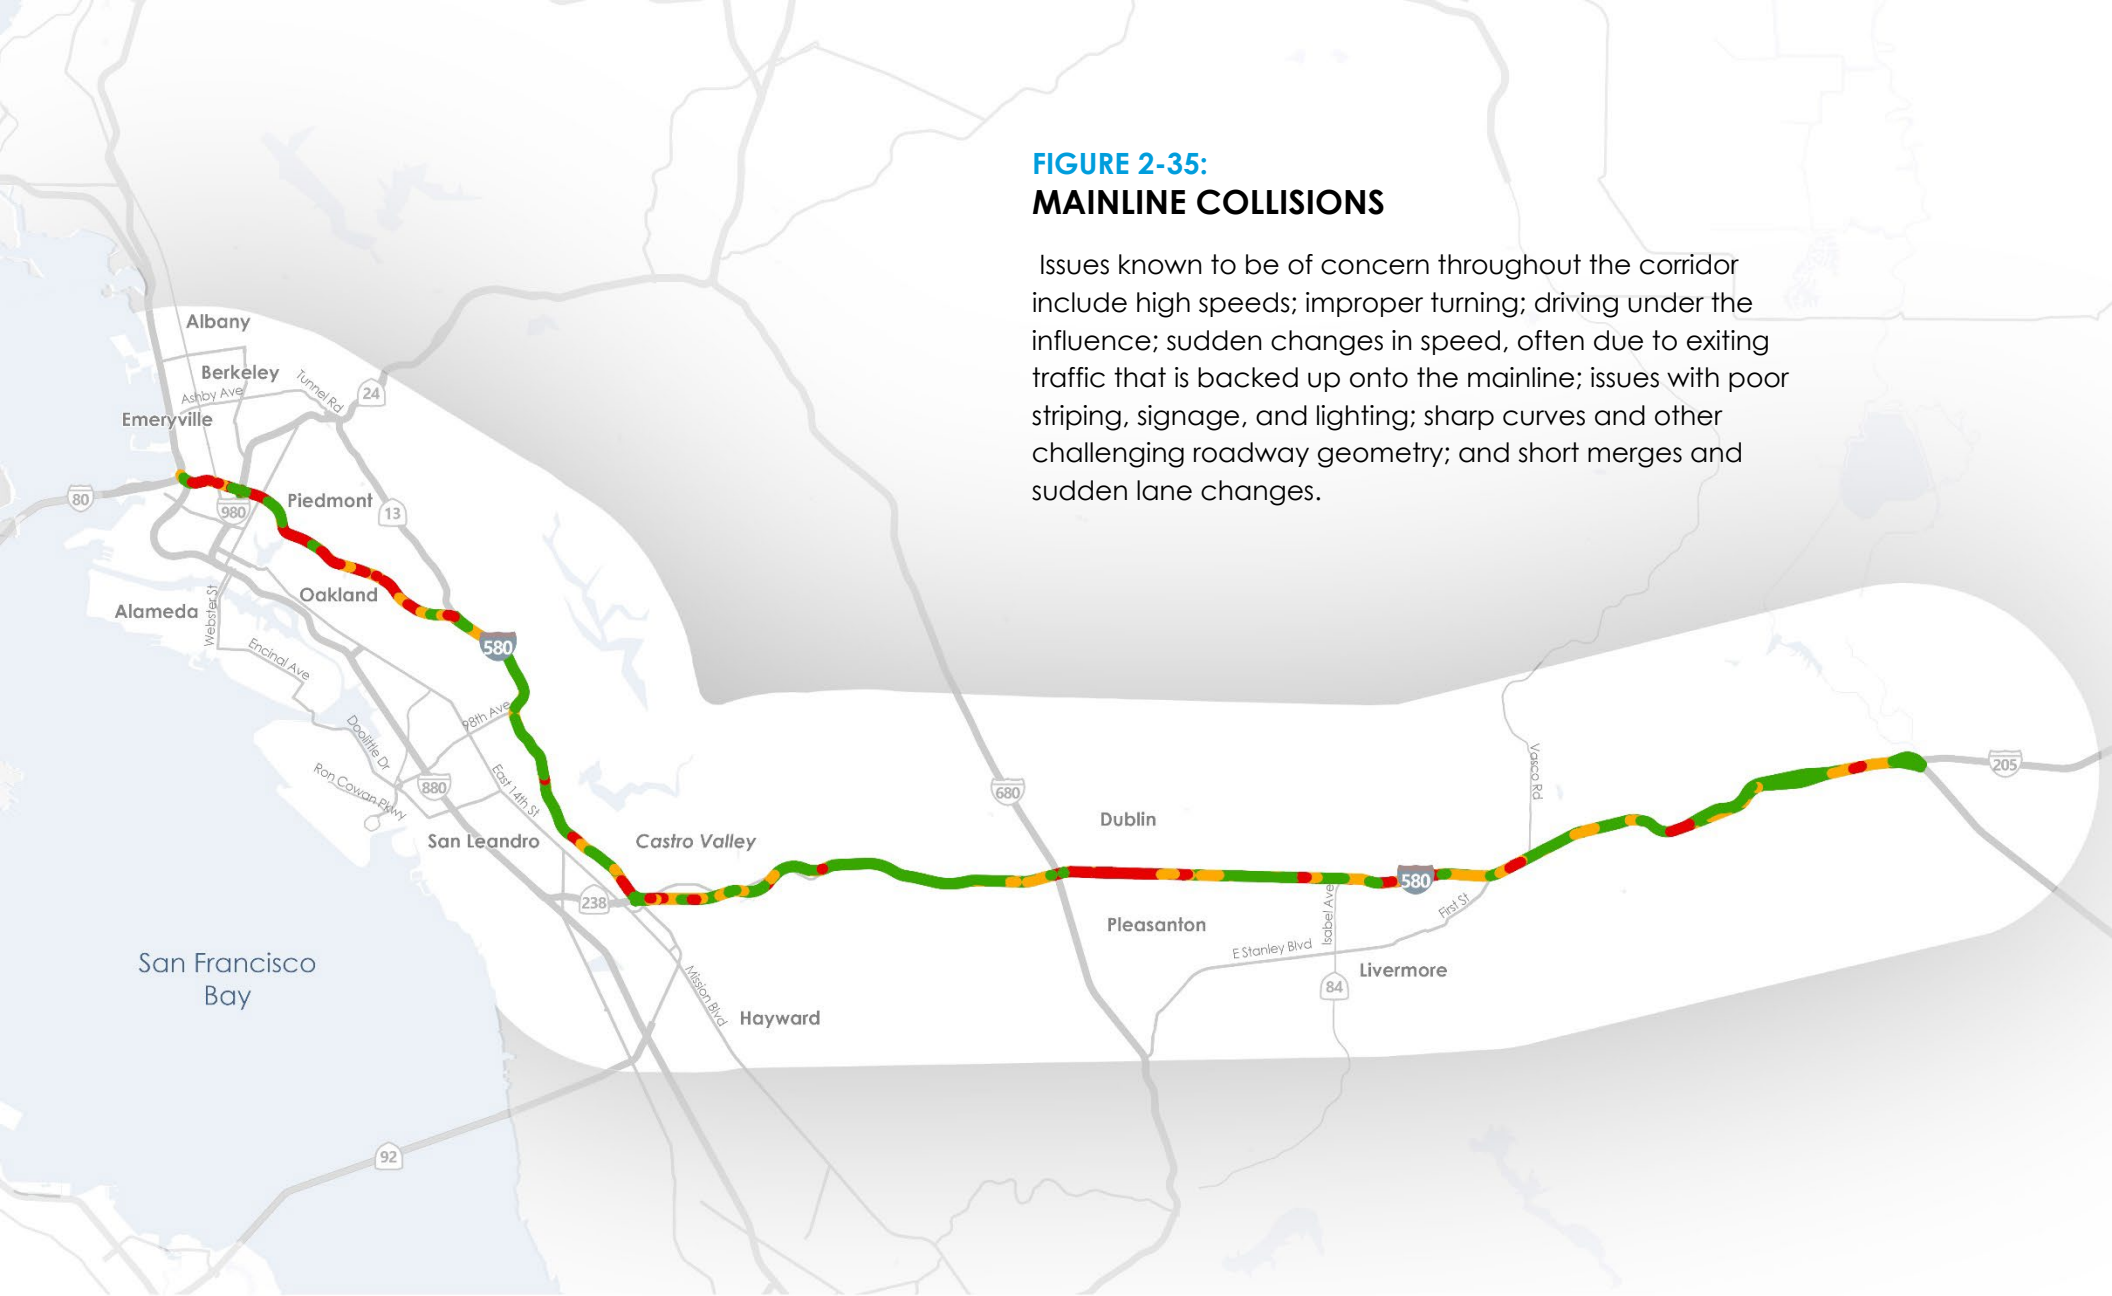 FIGURE 2-35:
MAINLINE COLLISIONS
Issues known to be of concern throughout the corridor
include high speeds; improper turning; driving under the
influence; sudden changes in speed, often due to exiting
traffic that is backed up onto the mainline; issues with poor
striping, signage, and lighting; sharp curves and other
challenging roadway geometry; and short merges and
sudden lane changes.
Albany
Berkeley
Tunnel Rd
24
Ashby Ave
Emeryville
80
980
Piedmont
13
Oakland
Alameda
Webster St
Encinal Ave
580
98th Ave
Doolittle Dr
Ron Cowan Pkwy
880
East 14th St
San Leandro
Castro Valley
680
Dublin
Vasco Rd
205
580
238
Pleasanton
Isabel Ave
First St
E Stanley Blvd
Livermore
84
San Francisco
Bay
Mission Blvd
Hayward
92